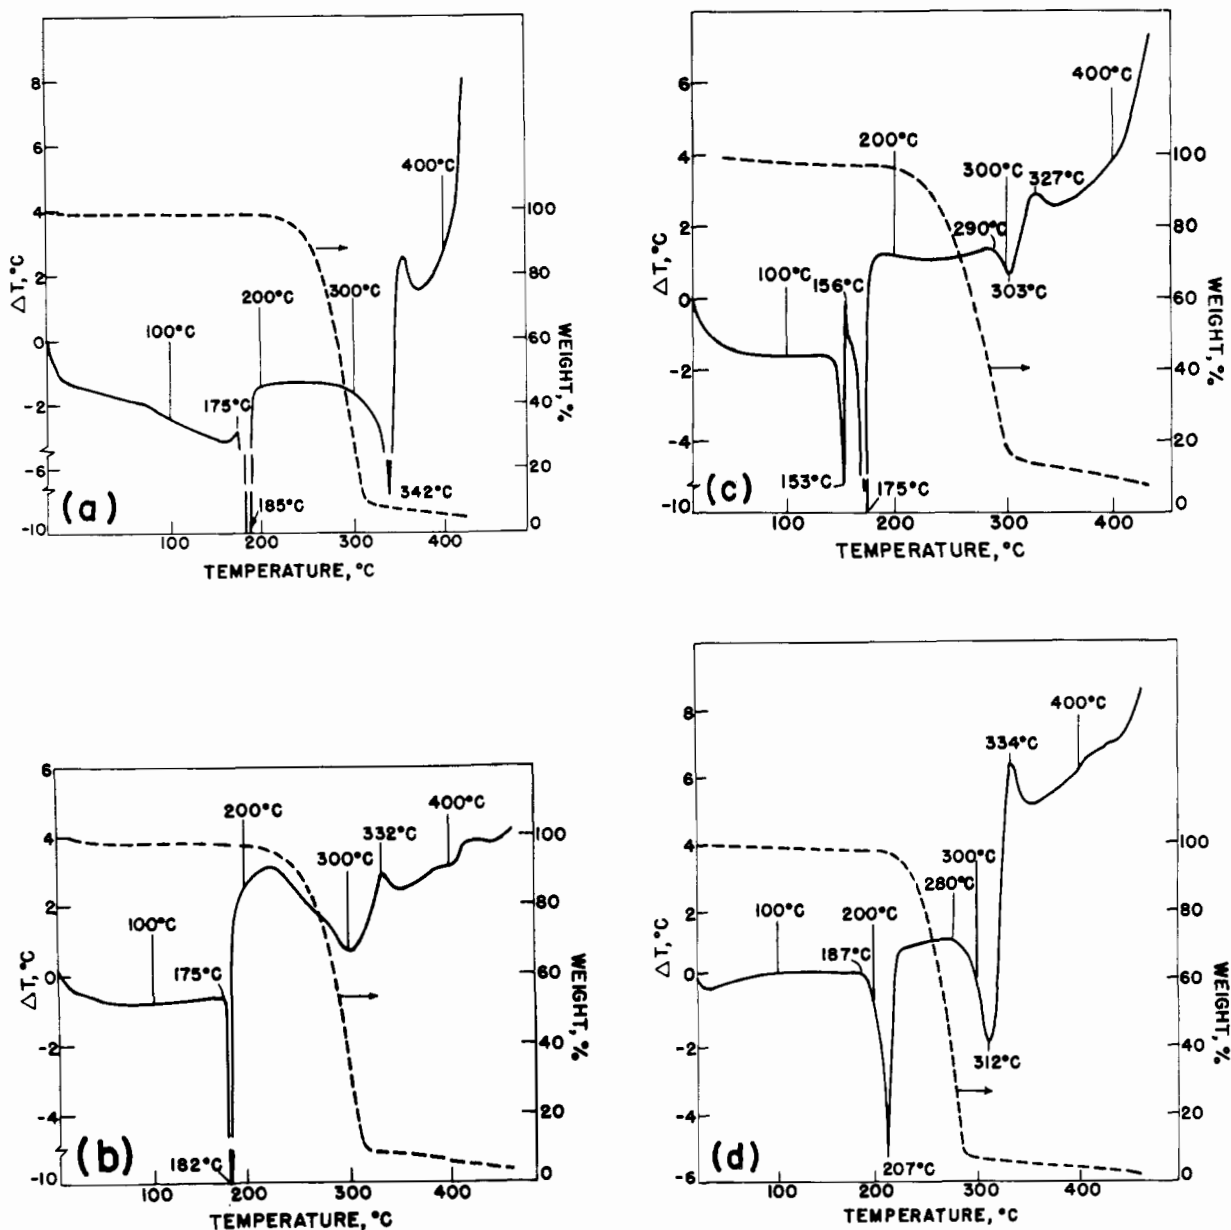 8
6
4
2
0
-2
-6
-10
ΔT, °C
100°C
175°C
200°C
185°C
300°C
342°C
400°C
100
80
60
40
20
0
WEIGHT, %
(a)
100 200 300 400
TEMPERATURE, °C
6
4
2
0
-2
-4
-10
ΔT, °C
100°C
156°C
153°C
175°C
200°C
290°C
300°C
303°C
327°C
400°C
100
80
60
40
20
0
WEIGHT, %
(c)
100 200 300 400
TEMPERATURE, °C
6
4
2
0
-2
-4
-10
ΔT, °C
100°C
175°C
182°C
200°C
300°C
332°C
400°C
100
80
60
40
20
0
WEIGHT, %
(b)
100 200 300 400
TEMPERATURE, °C
8
6
4
2
0
-2
-4
-6
ΔT, °C
100°C
187°C
200°C
207°C
280°C
300°C
312°C
334°C
400°C
100
80
60
40
20
0
WEIGHT, %
(d)
100 200 300 400
TEMPERATURE, °C